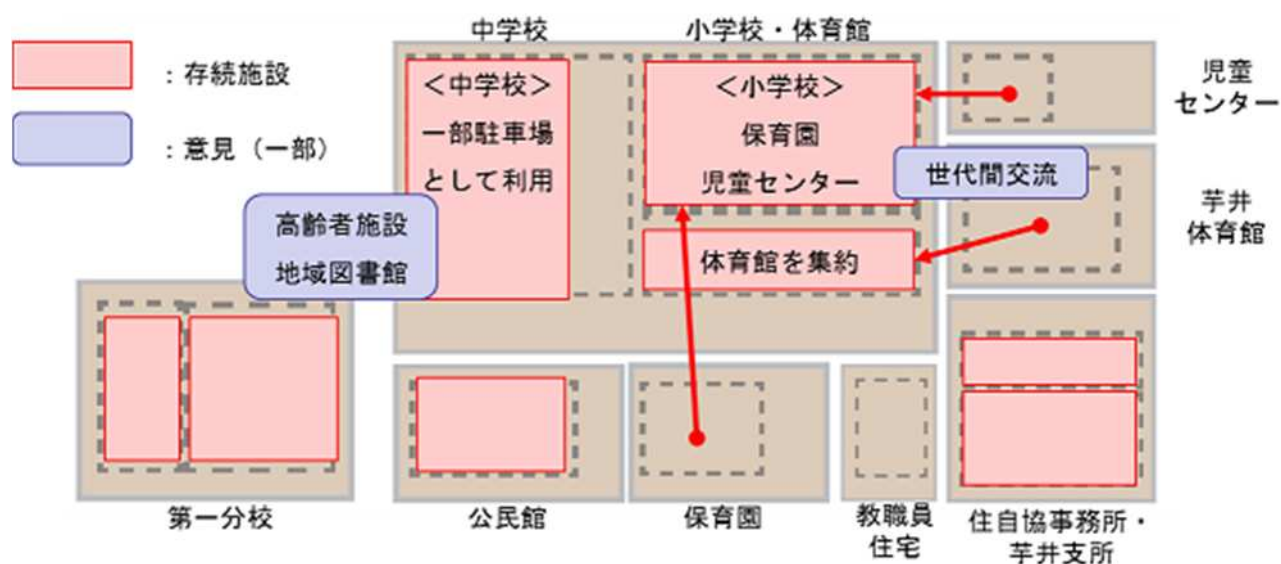 中学校
小学校・体育館
：存続施設
：意見（一部）
＜中学校＞
一部駐車場
として利用
＜小学校＞
保育園
児童センター
児童
センター
世代間交流
高齢者施設
地域図書館
体育館を集約
芋井
体育館
第一分校
公民館
保育園
教職員
住宅
住自協事務所・
芋井支所